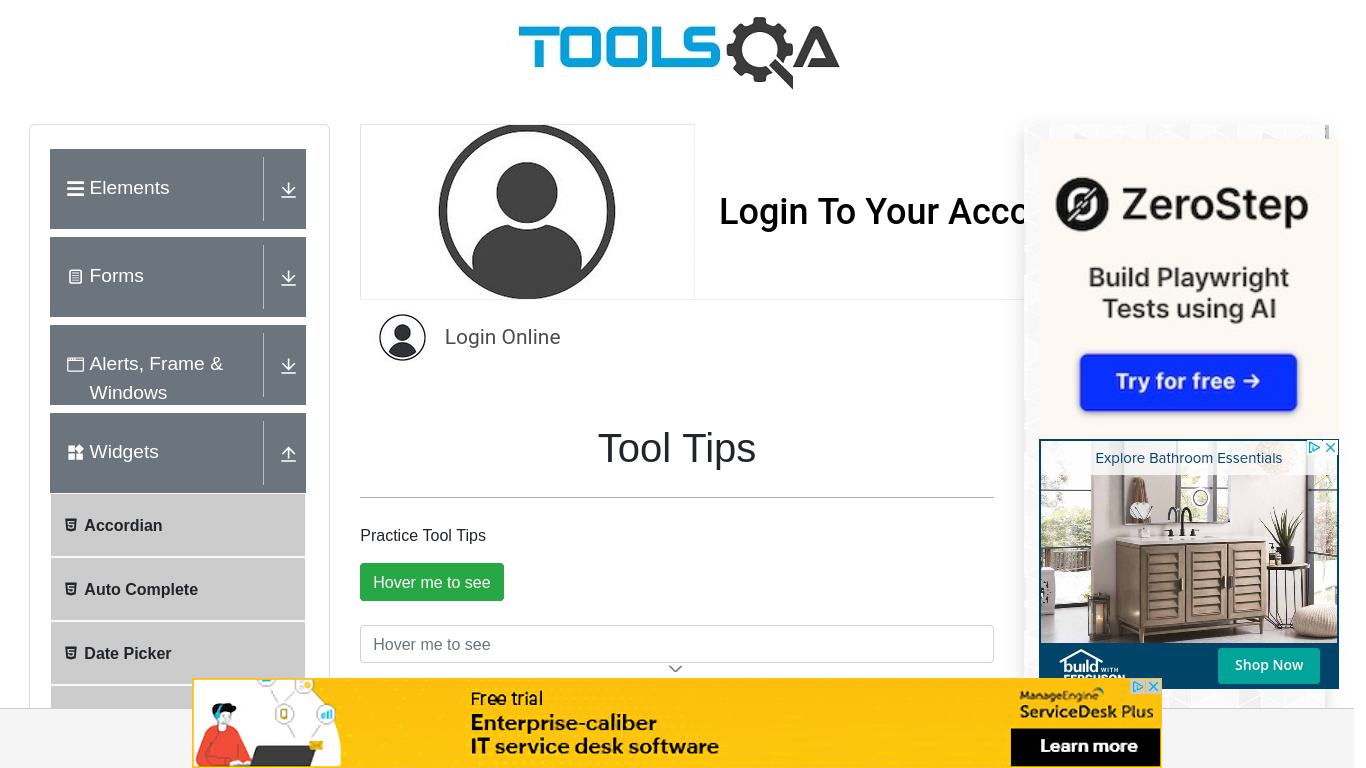 TOOLSQA
Elements
Forms
Alerts, Frame &
Windows
Widgets
Accordian
Auto Complete
Date Picker
Login To Your Acco
Login Online
Tool Tips
Practice Tool Tips
Hover me to see
Hover me to see
ZeroStep
Build Playwright
Tests using AI
Try for free →
Explore Bathroom Essentials
build WITH
FERGUSON
Shop Now
Free trial
Enterprise-caliber
IT service desk software
ManageEngine
ServiceDesk Plus
Learn more